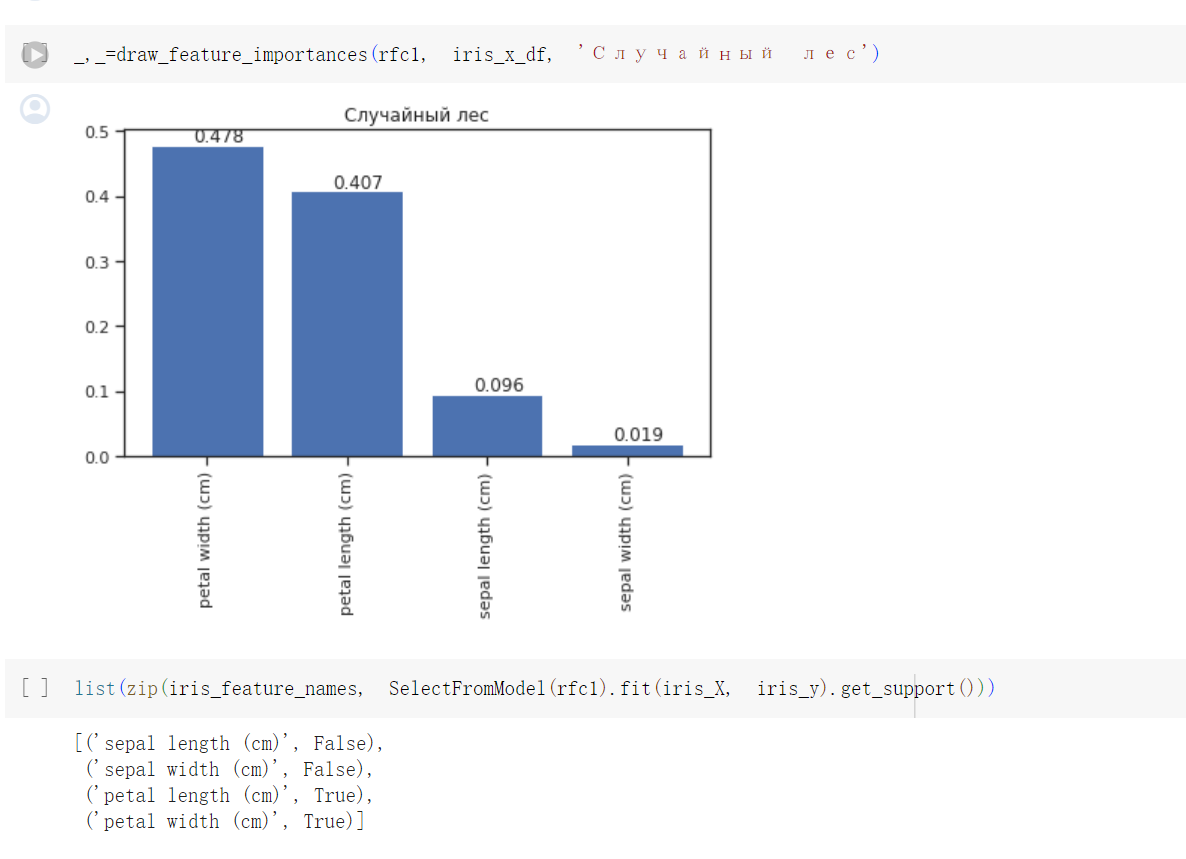 _,_=draw_feature_importances(rfc1, iris_x_df, 'Случайный лес')
Случайный лес
0.5
0.4
0.3
0.2
0.1
0.0
0.478
0.407
0.096
0.019
petal width (cm)
petal length (cm)
sepal length (cm)
sepal width (cm)
[ ] list(zip(iris_feature_names, SelectFromModel(rfc1).fit(iris_X, iris_y).get_support()))
[('sepal length (cm)', False),
('sepal width (cm)', False),
('petal length (cm)', True),
('petal width (cm)', True)]